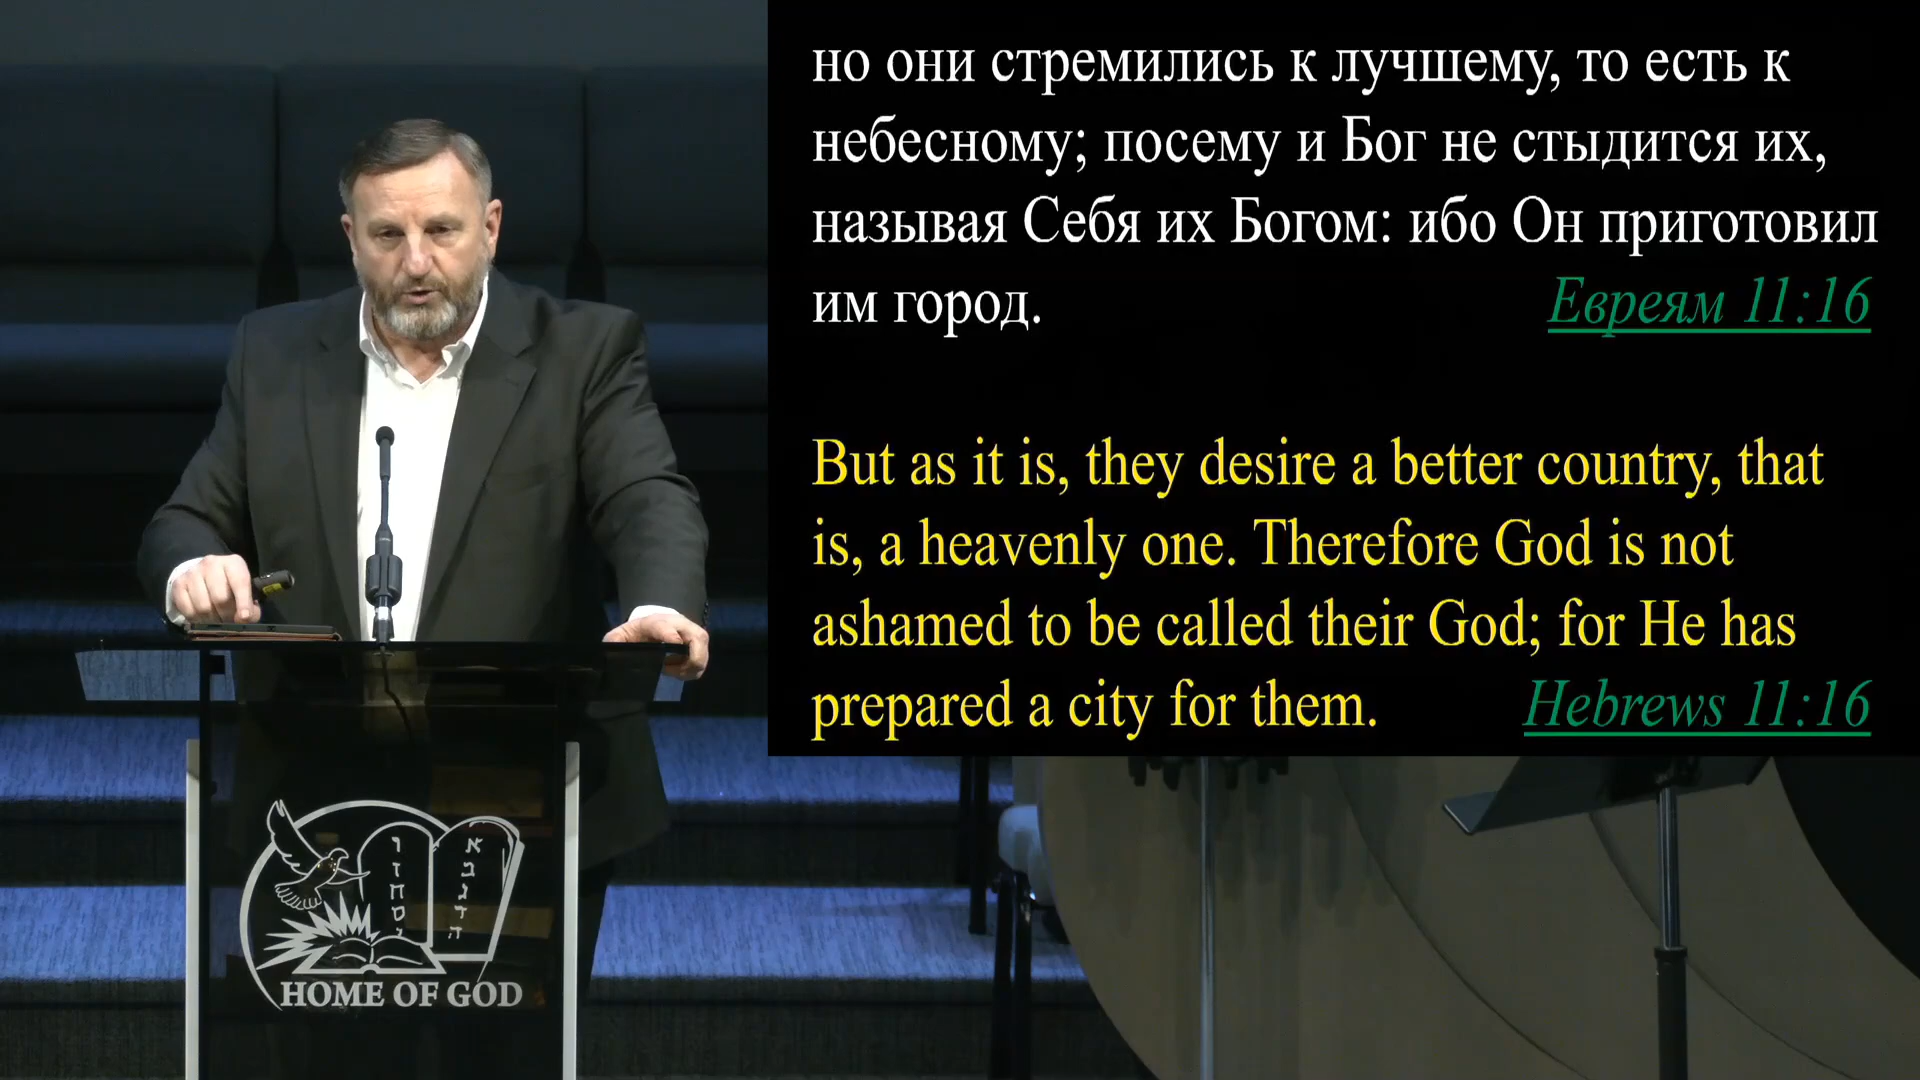 но они стремились к лучшему, то есть к
небесному; посему и Бог не стыдится их,
называя Себя их Богом: ибо Он приготовил
им город. Евреям 11:16
But as it is, they desire a better country, that
is, a heavenly one. Therefore God is not
ashamed to be called their God; for He has
prepared a city for them. Hebrews 11:16
ו א
ז ב
ח ג
ט ד
י ה
HOME OF GOD